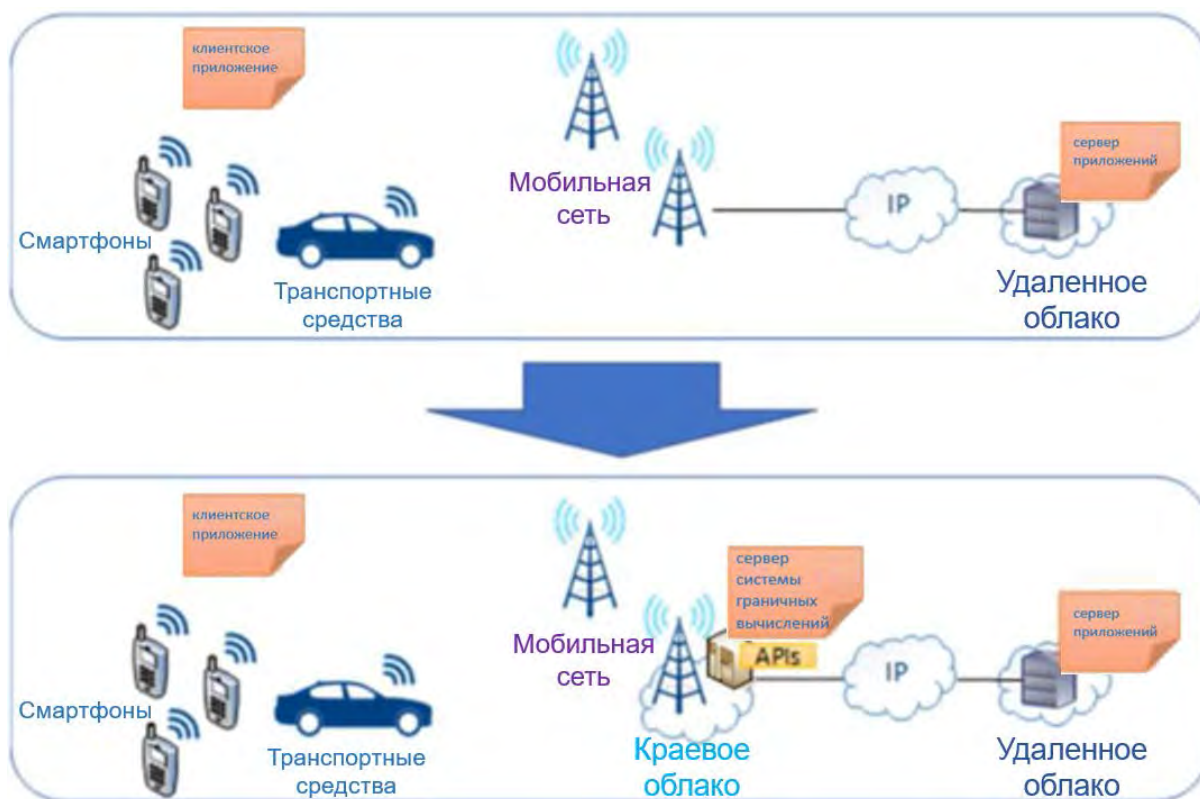 клиентское
приложение
сервер
приложений
Мобильная
сеть
IP
Смартфоны
Транспортные
средства
Удаленное
облако
клиентское
приложение
сервер
системы
граничных
вычислений
сервер
приложений
Мобильная
сеть
APIs
IP
Смартфоны
Транспортные
средства
Краевое
облако
Удаленное
облако